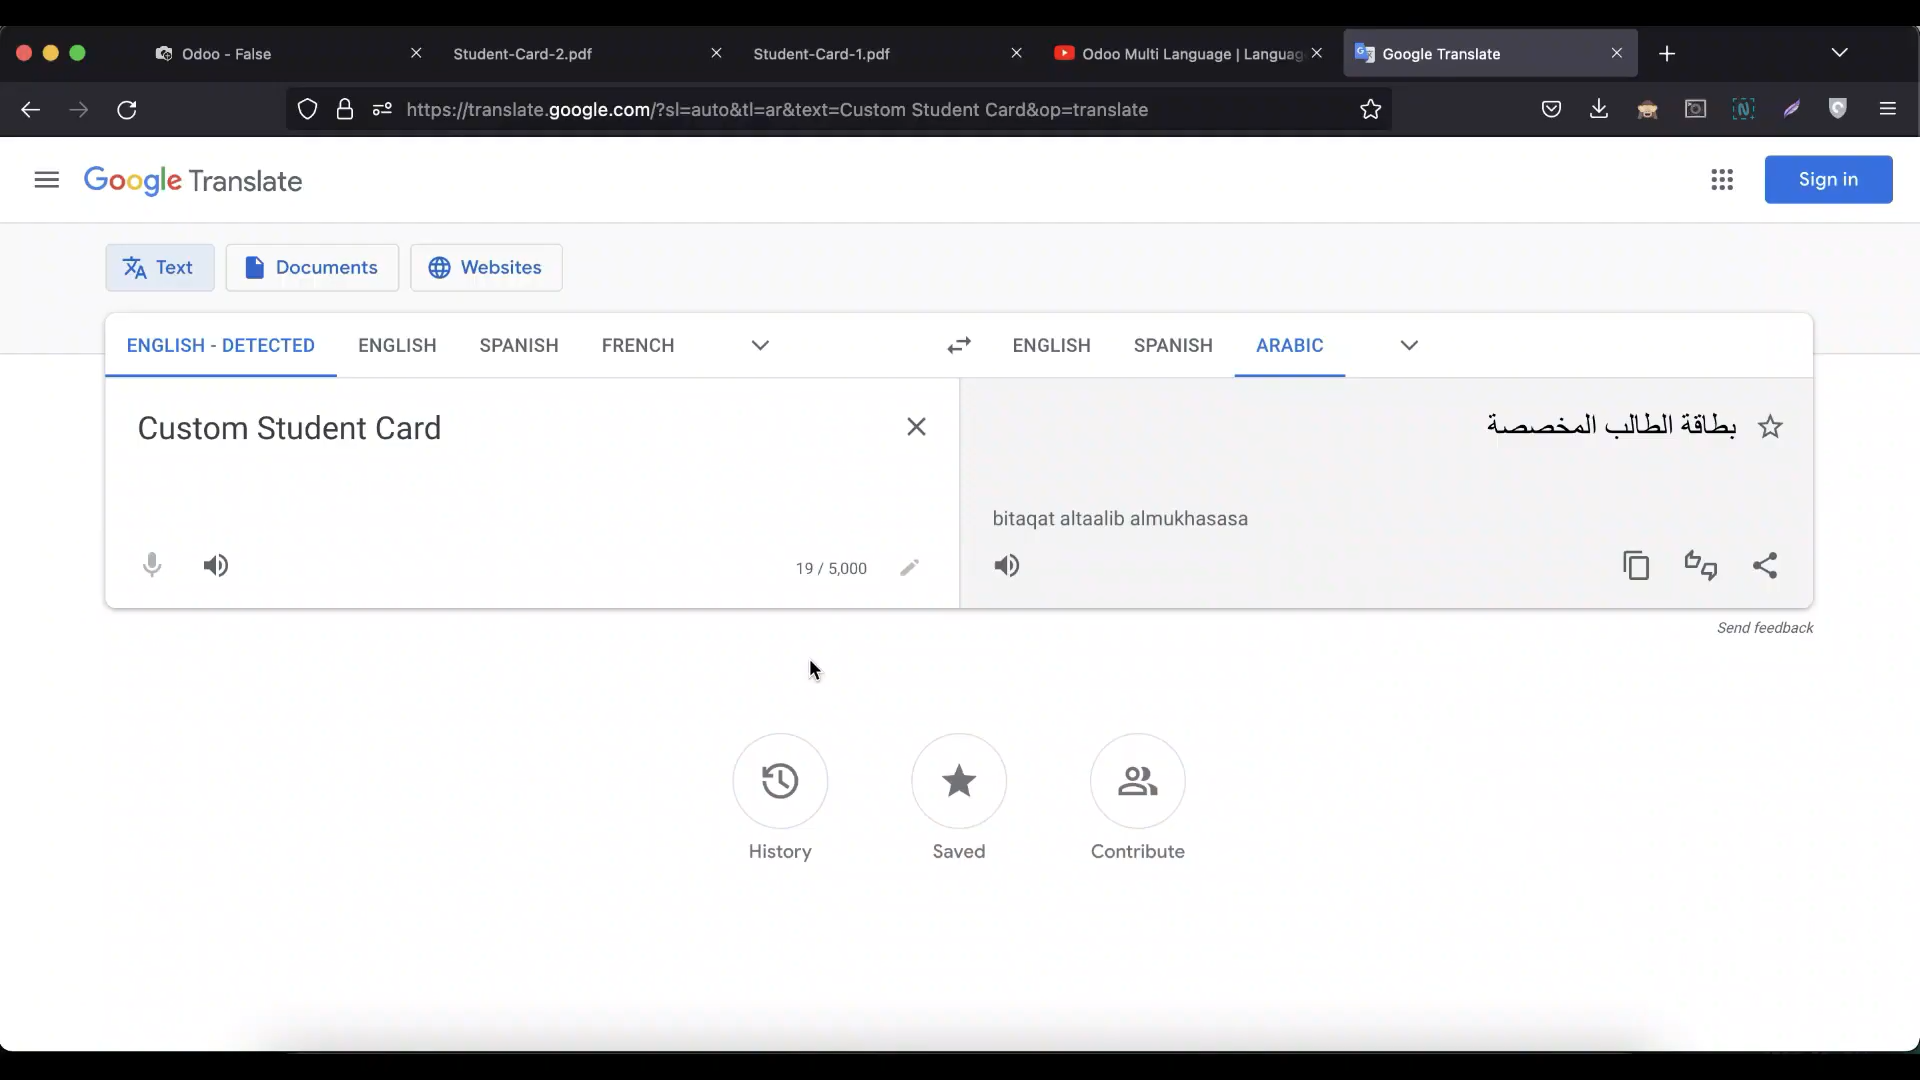 Odoo - False
Student-Card-2.pdf
Student-Card-1.pdf
Odoo Multi Language | Languag
Google Translate
https://translate.google.com/?sl=auto&tl=ar&text=Custom Student Card&op=translate
Google Translate
Sign in
Text
Documents
Websites
ENGLISH - DETECTED
ENGLISH
SPANISH
FRENCH
ENGLISH
SPANISH
ARABIC
Custom Student Card
بطاقة الطالب المخصصة
bitaqat altaalib almukhasasa
19 / 5,000
Send feedback
History
Saved
Contribute